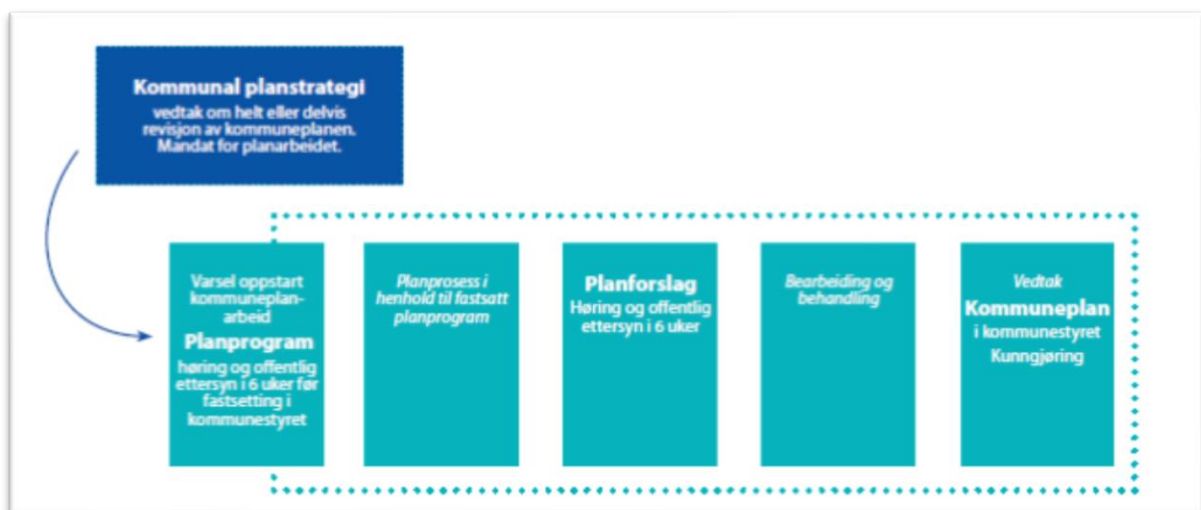 Kommunal planstrategi
vedtak om helt eller delvis
revisjon av kommuneplanen.
Mandat for planarbeidet.
Varsel oppstart
kommuneplan-
arbeid
Planprogram
høring og offentlig
ettersyn i 6 uker før
fastsetting i
kommunestyret
Planprosess i
henhold til fastsatt
planprogram
Planforslag
Høring og offentlig
ettersyn i 6 uker
Bearbeiding og
behandling
Vedtak
Kommuneplan
i kommunestyret
Kunngjøring